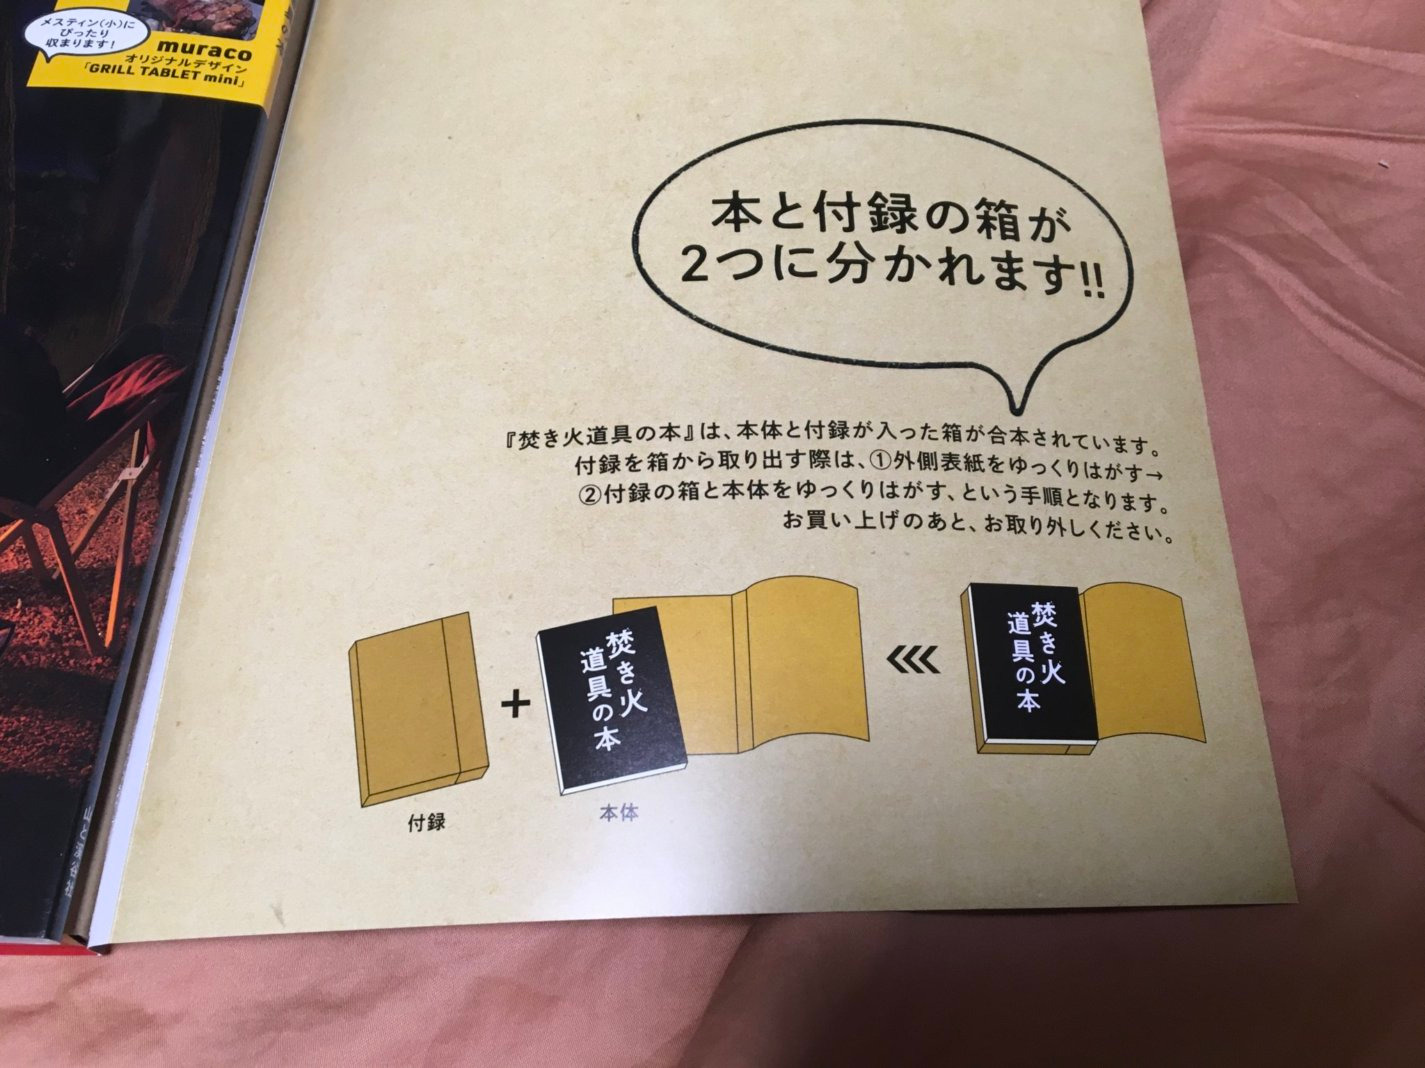 メスティン(小)に
ぴったり
収まります!
muraco
オリジナルデザイン
「GRILL TABLET mini」
本と付録の箱が
2つに分かれます!!
『焚き火道具の本』は、本体と付録が入った箱が合本されています。
付録を箱から取り出す際は、①外側表紙をゆっくりはがす→
②付録の箱と本体をゆっくりはがす、という手順となります。
お買い上げのあと、お取り外しください。
付録
+
焚き火
道具の本
本体
焚き火
道具の本